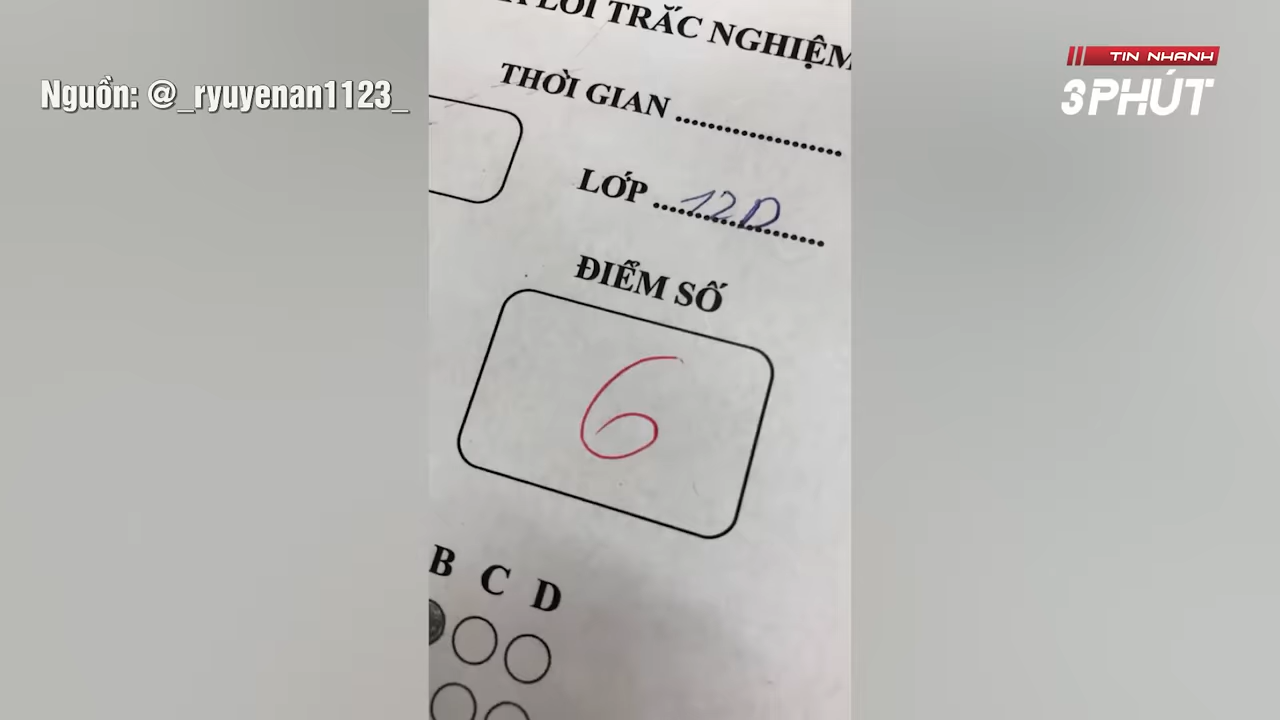 LỜI TRẮC NGHIỆM
THỜI GIAN
LỚP 12D
ĐIỂM SỐ
6
B C D
Nguồn: @_ryuyenan1123_
TIN NHANH
3PHÚT